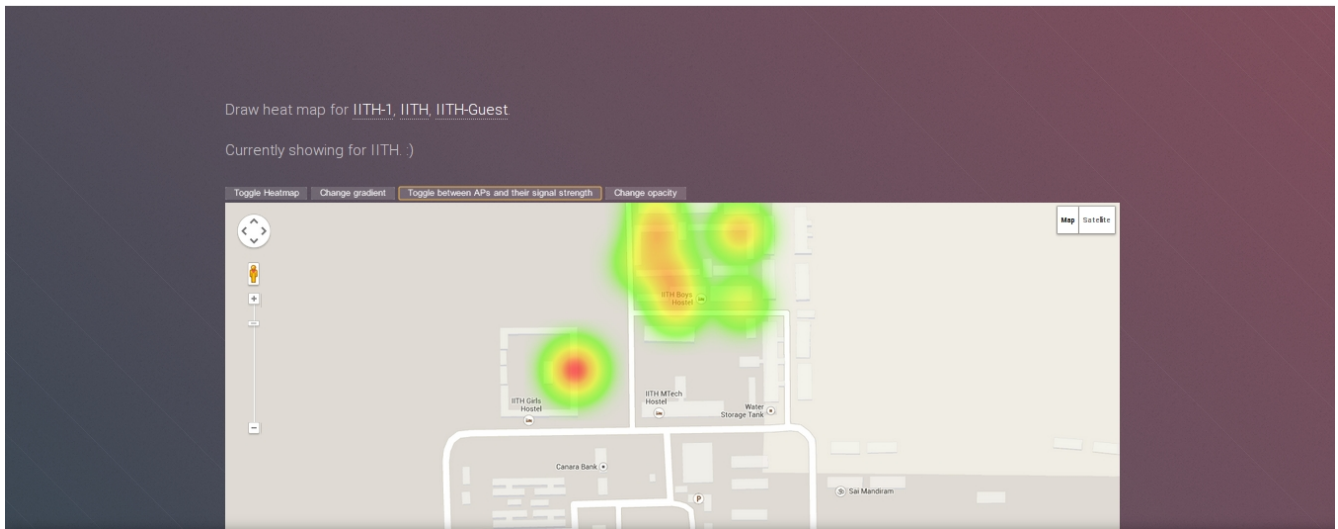 Draw heat map for IITH-1, IITH, IITH-Guest.
Currently showing for IITH. :)
Toggle Heatmap Change gradient Toggle between APs and their signal strength Change opacity
Map Satellite
IITH Boys
Hostel
IITH Girls
Hostel
IITH MTech
Hostel
Water
Storage Tank
Canara Bank
P
Sai Mandiram